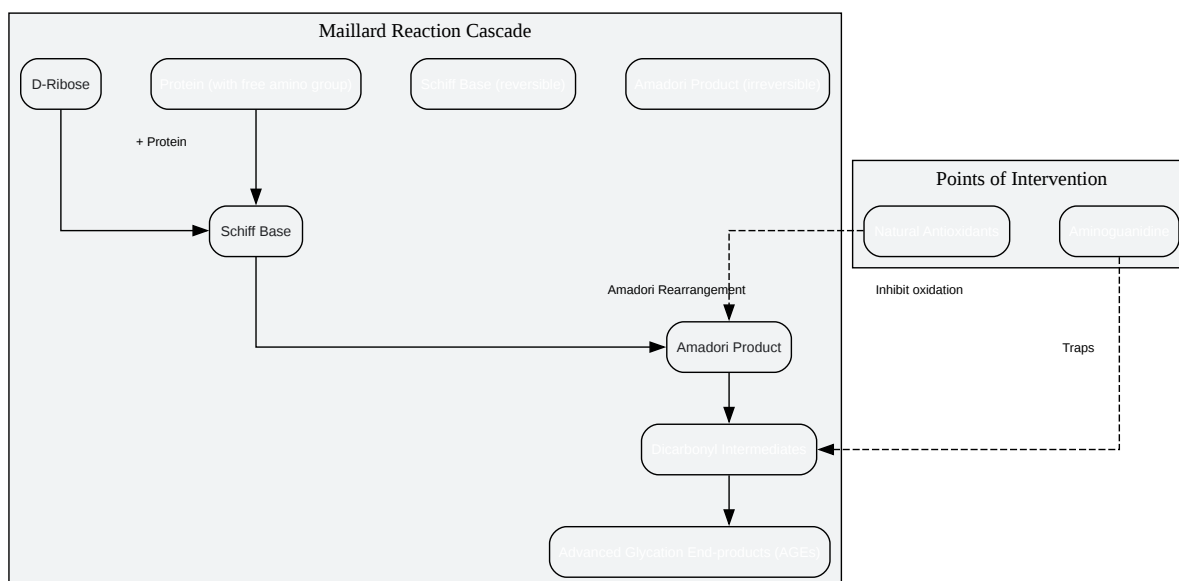 Maillard Reaction Cascade
D-Ribose
Protein (with free amino group)
Schiff Base (reversible)
Amadori Product (irreversible)
+ Protein
Points of Intervention
Schiff Base
Natural Antioxidants
Aminoguanidine
Amadori Rearrangement
Inhibit oxidation
Amadori Product
Traps
Dicarbonyl Intermediates
Advanced Glycation End-products (AGEs)